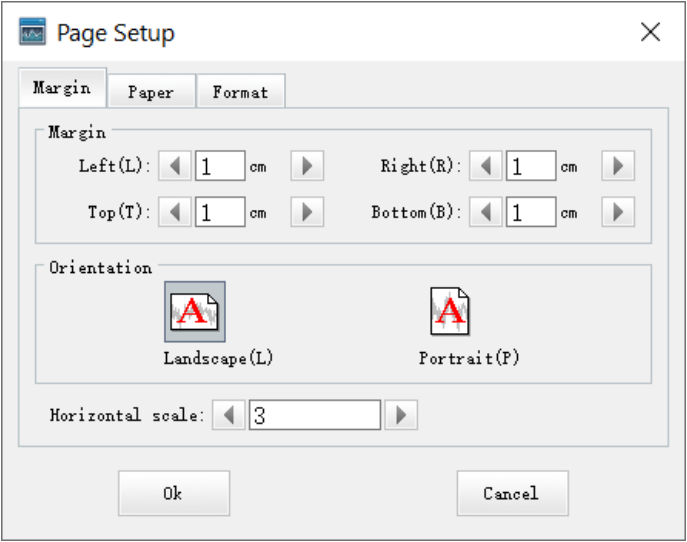 Page Setup
Margin Paper Format
Margin
Left(L): 1 cm Right(R): 1 cm
Top(T): 1 cm Bottom(B): 1 cm
Orientation
A A
Landscape(L) Portrait(P)
Horizontal scale: 3
Ok Cancel